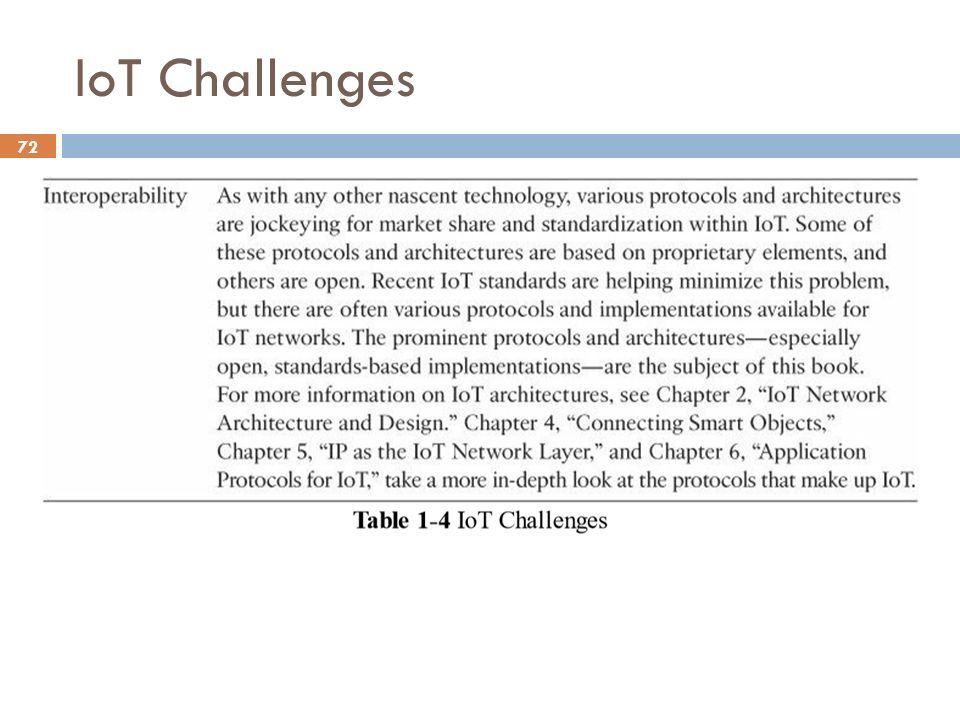 IoT Challenges
72
Interoperability As with any other nascent technology, various protocols and architectures
are jockeying for market share and standardization within IoT. Some of
these protocols and architectures are based on proprietary elements, and
others are open. Recent IoT standards are helping minimize this problem,
but there are often various protocols and implementations available for
IoT networks. The prominent protocols and architectures—especially
open, standards-based implementations—are the subject of this book.
For more information on IoT architectures, see Chapter 2, “IoT Network
Architecture and Design.” Chapter 4, “Connecting Smart Objects,”
Chapter 5, “IP as the IoT Network Layer,” and Chapter 6, “Application
Protocols for IoT,” take a more in-depth look at the protocols that make up IoT.
Table 1-4 IoT Challenges